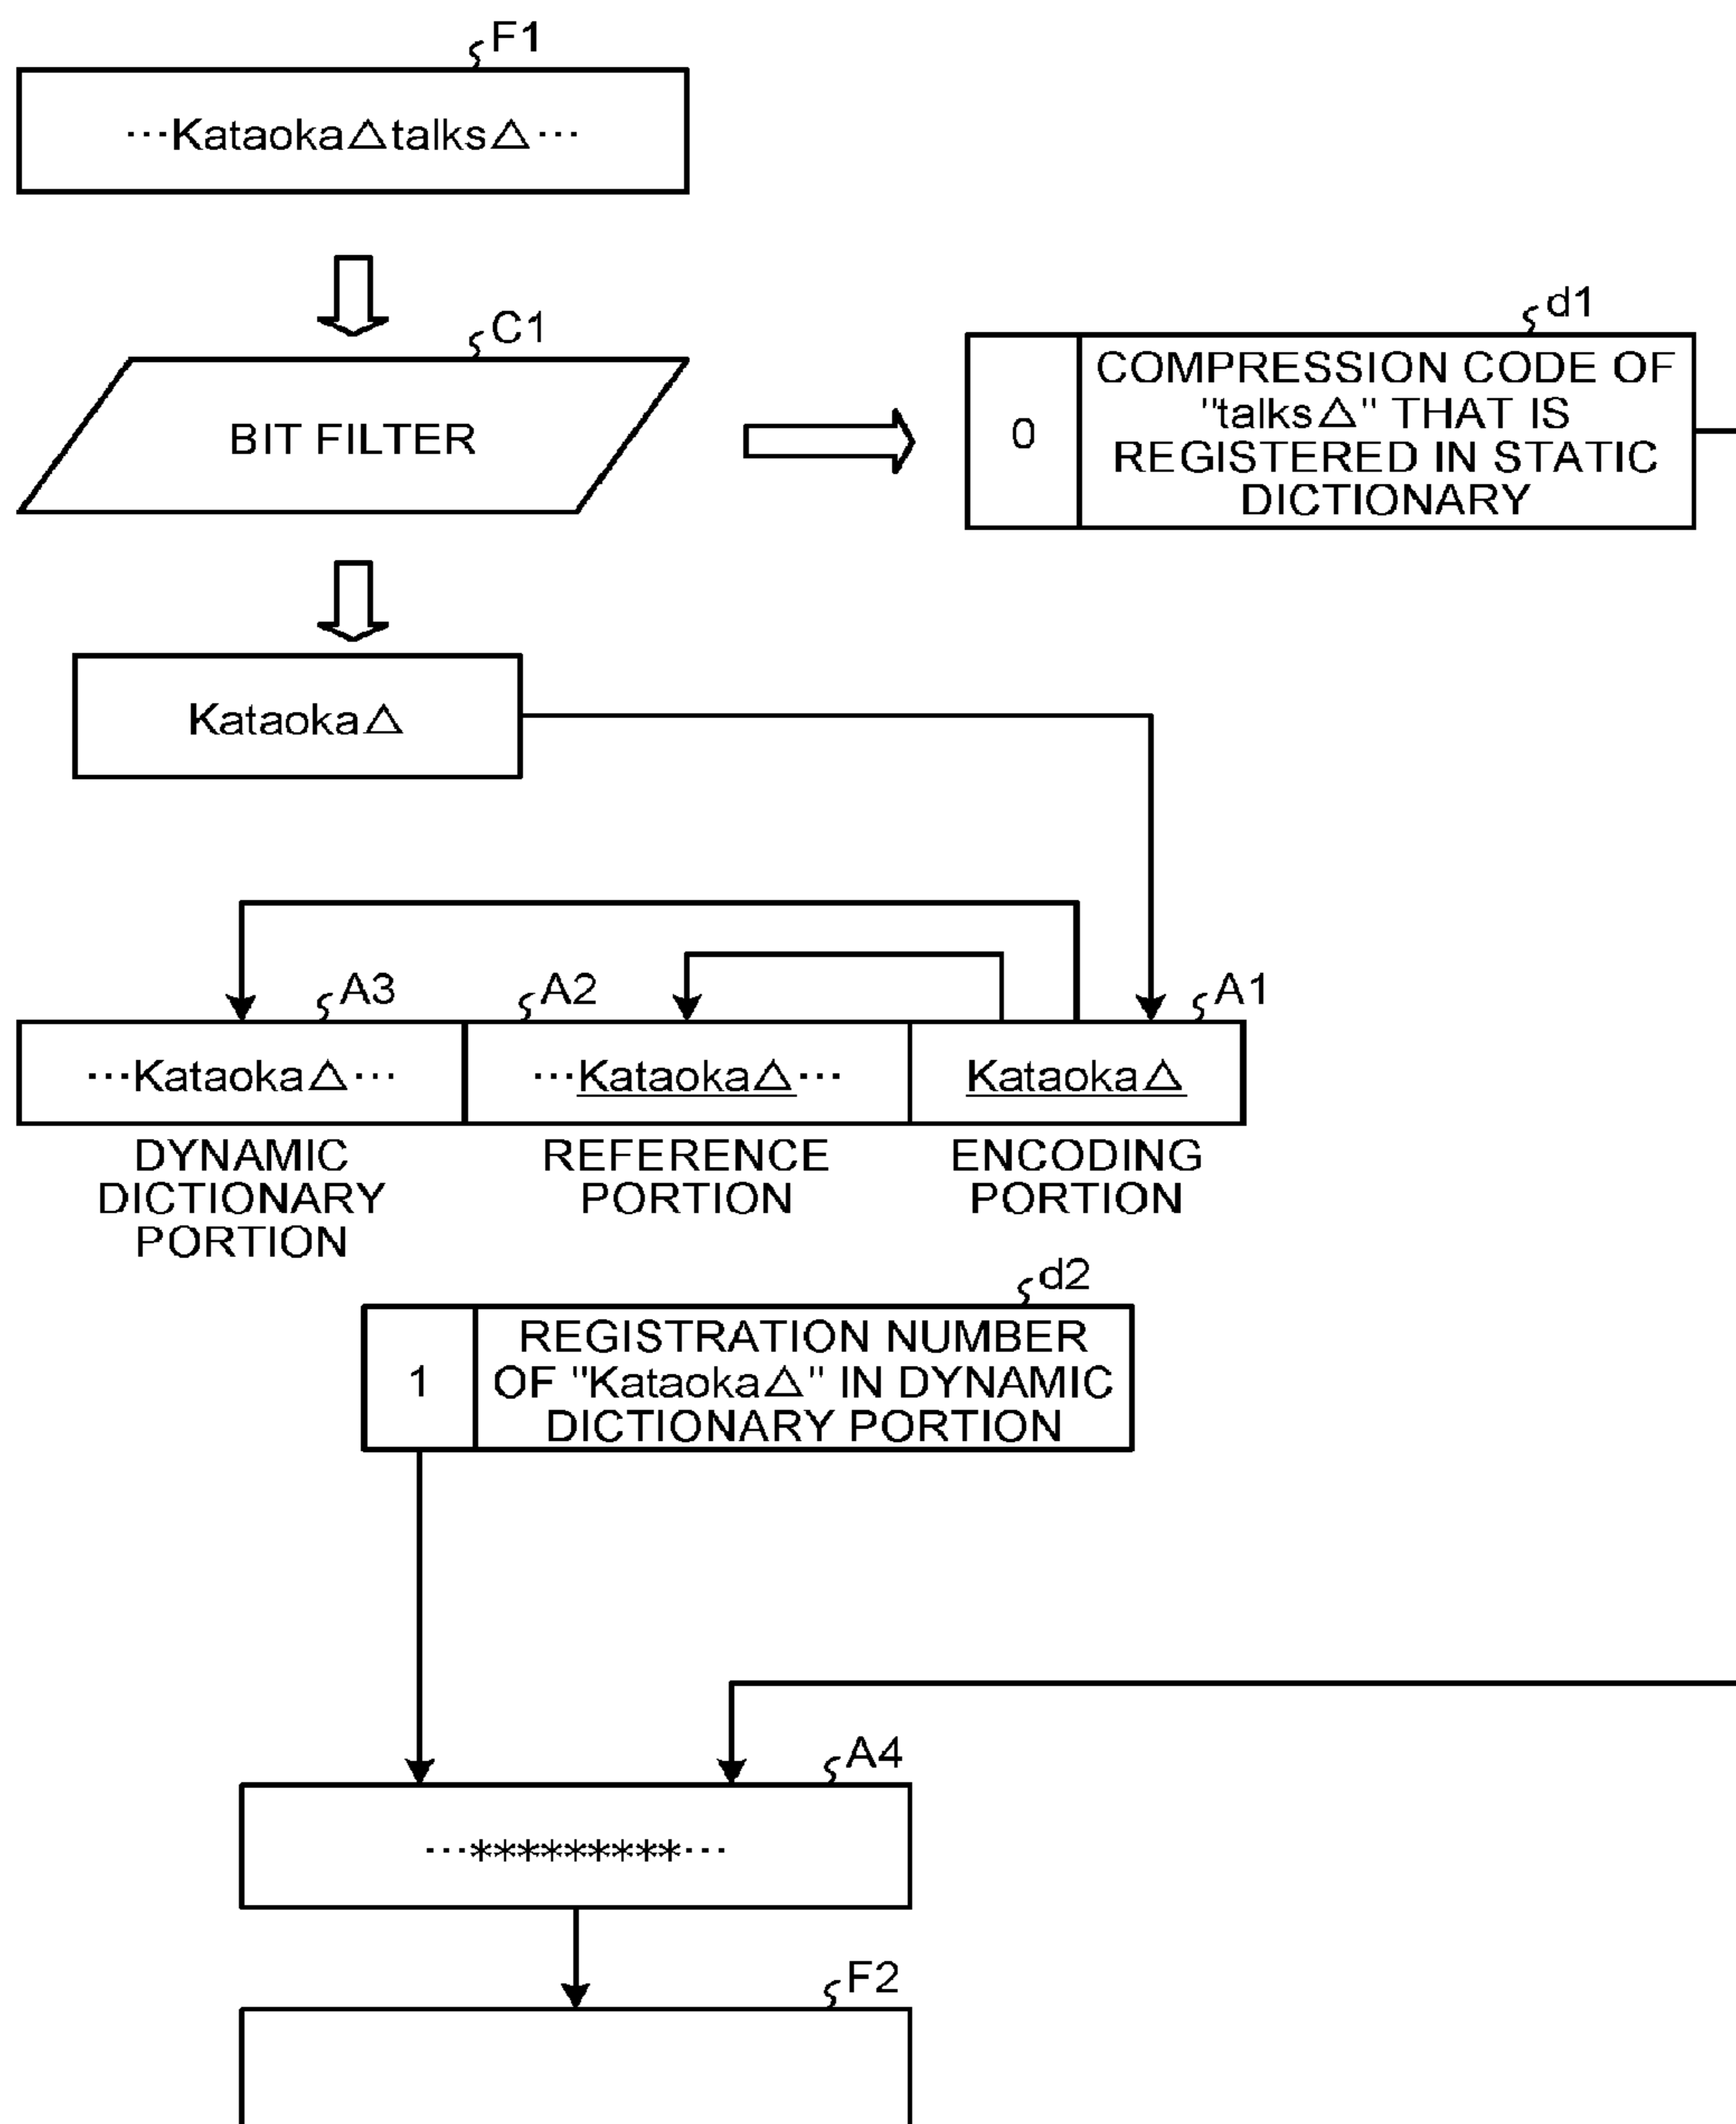 F1
···Kataoka△talks△···
C1
BIT FILTER
d1
0
COMPRESSION CODE OF
"talks△" THAT IS
REGISTERED IN STATIC
DICTIONARY
Kataoka△
A3
A2
A1
···Kataoka△···
···Kataoka△···
Kataoka△
DYNAMIC
DICTIONARY
PORTION
REFERENCE
PORTION
ENCODING
PORTION
d2
1
REGISTRATION NUMBER
OF "Kataoka△" IN DYNAMIC
DICTIONARY PORTION
A4
···*********···
F2